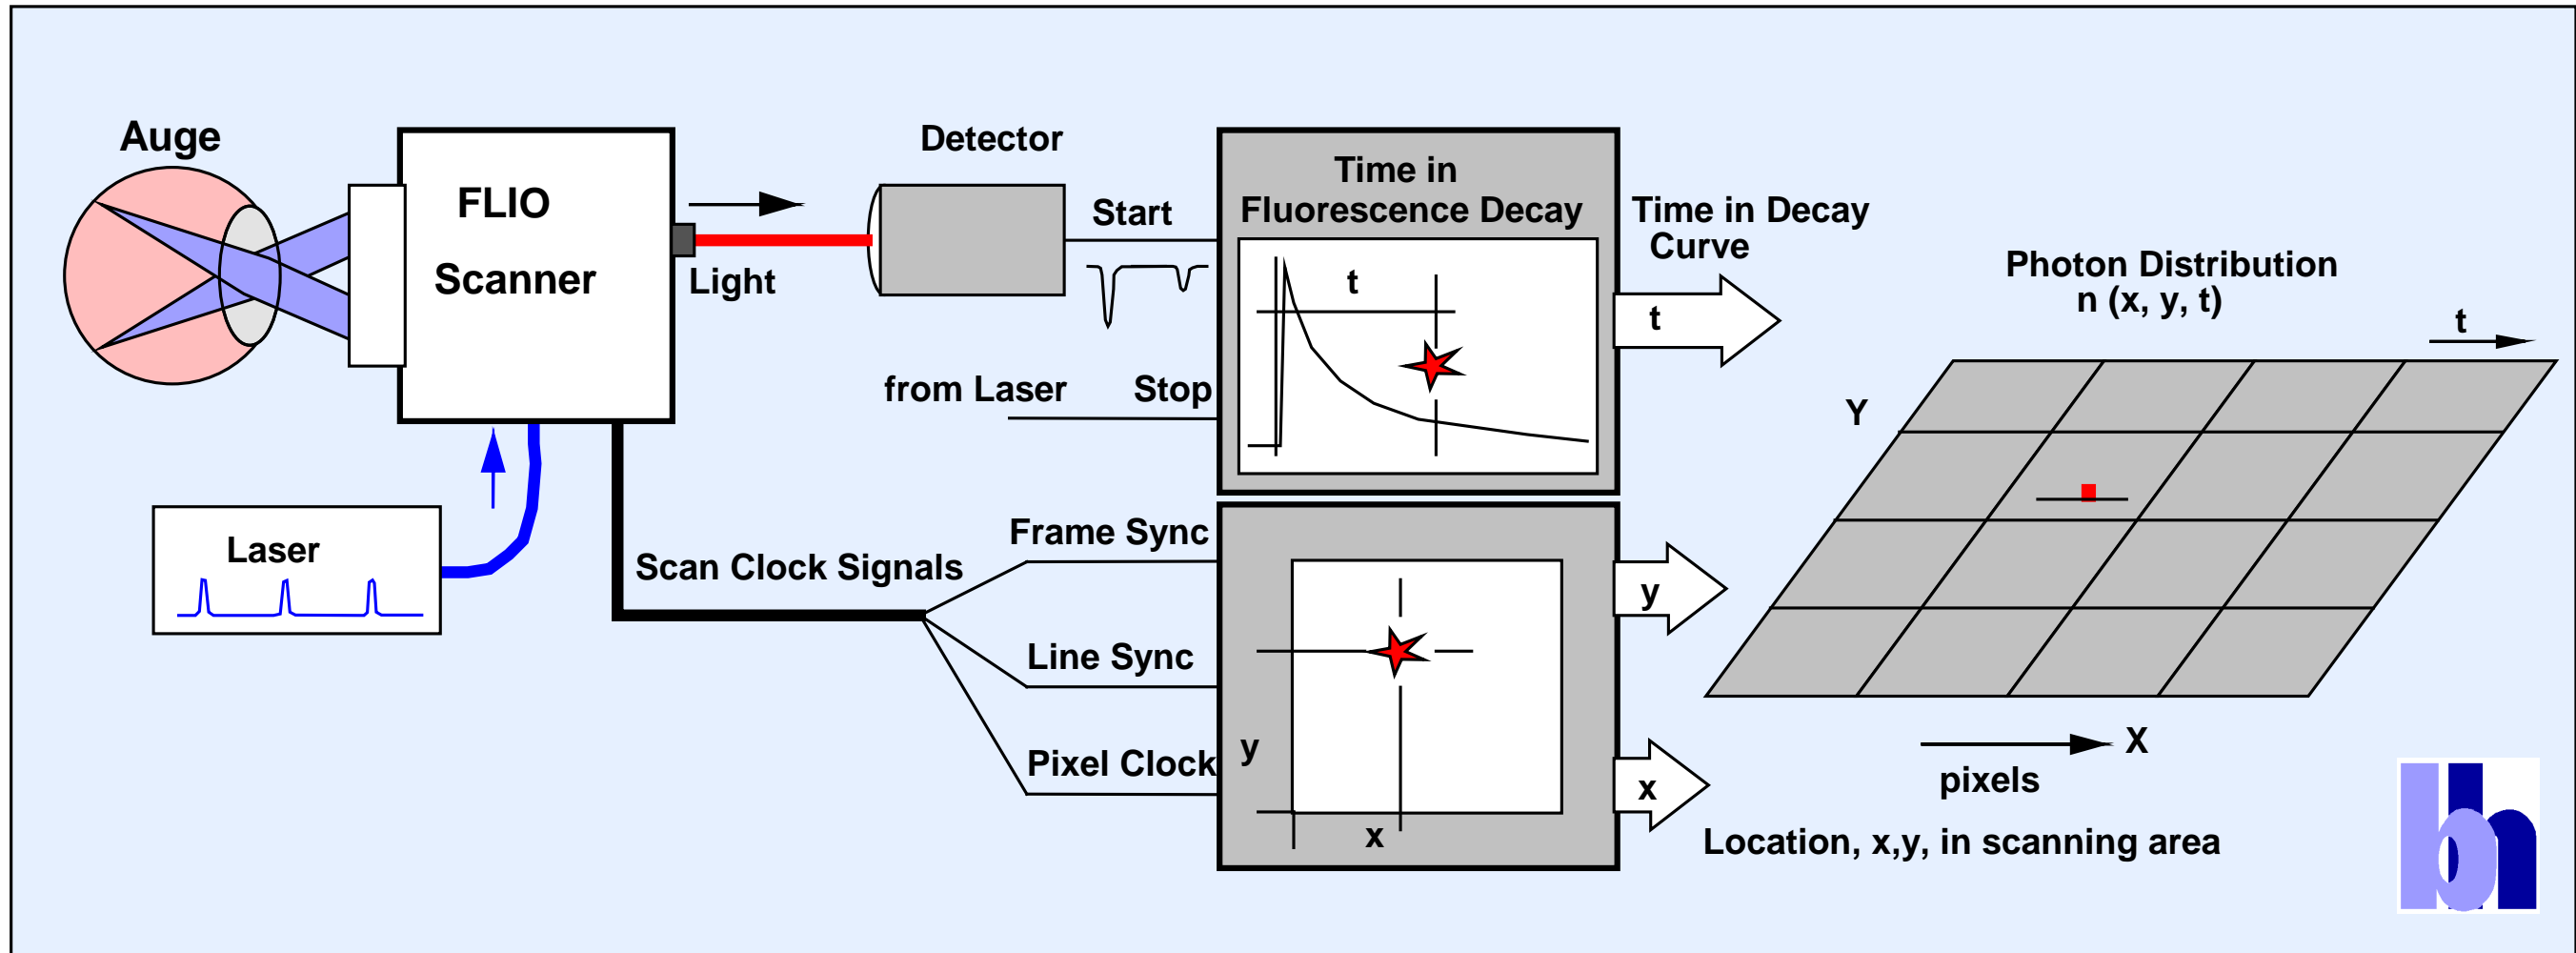 Auge
FLIO
Scanner
Light
Detector
Start
from Laser
Stop
Laser
Scan Clock Signals
Frame Sync
Line Sync
Pixel Clock
Time in
Fluorescence Decay
t
Time in Decay
Curve
t
y
x
y
x
Photon Distribution
n (x, y, t)
t
Y
X
pixels
Location, x,y, in scanning area
bh